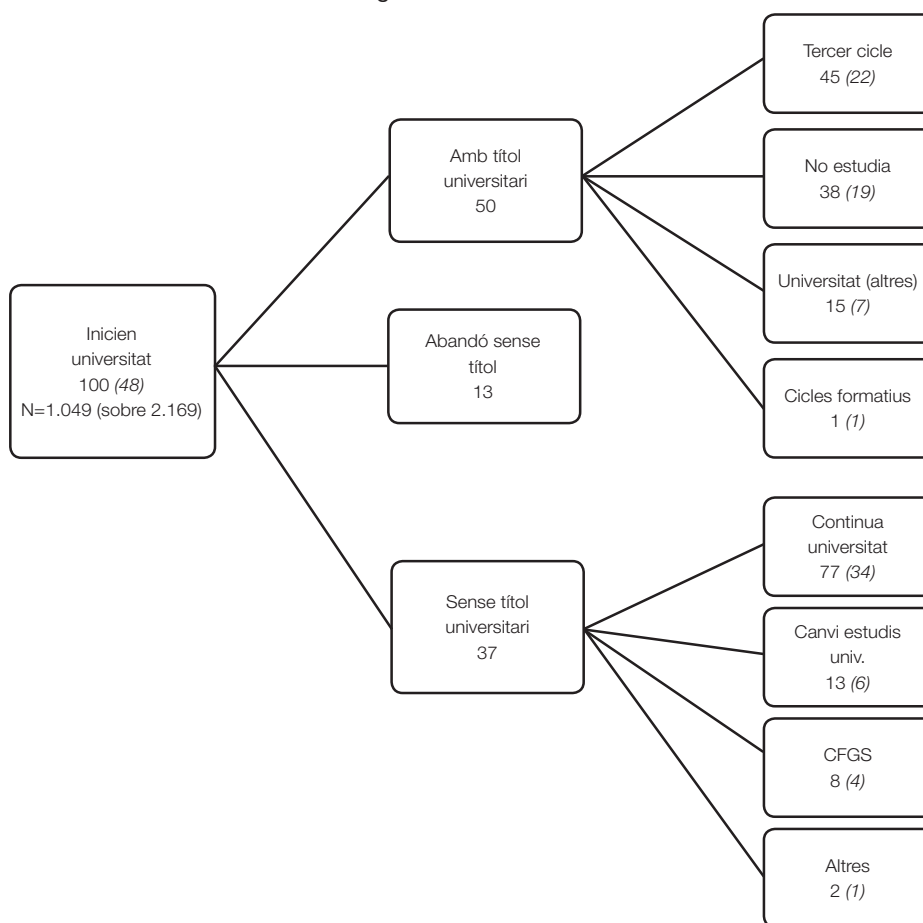 Inicien
universitat
100 (48)
N=1.049 (sobre 2.169)
Amb títol
universitari
50
Abandó sense
títol
13
Sense títol
universitari
37
Tercer cicle
45 (22)
No estudia
38 (19)
Universitat (altres)
15 (7)
Cicles formatius
1 (1)
Continua
universitat
77 (34)
Canvi estudis
univ.
13 (6)
CFGS
8 (4)
Altres
2 (1)